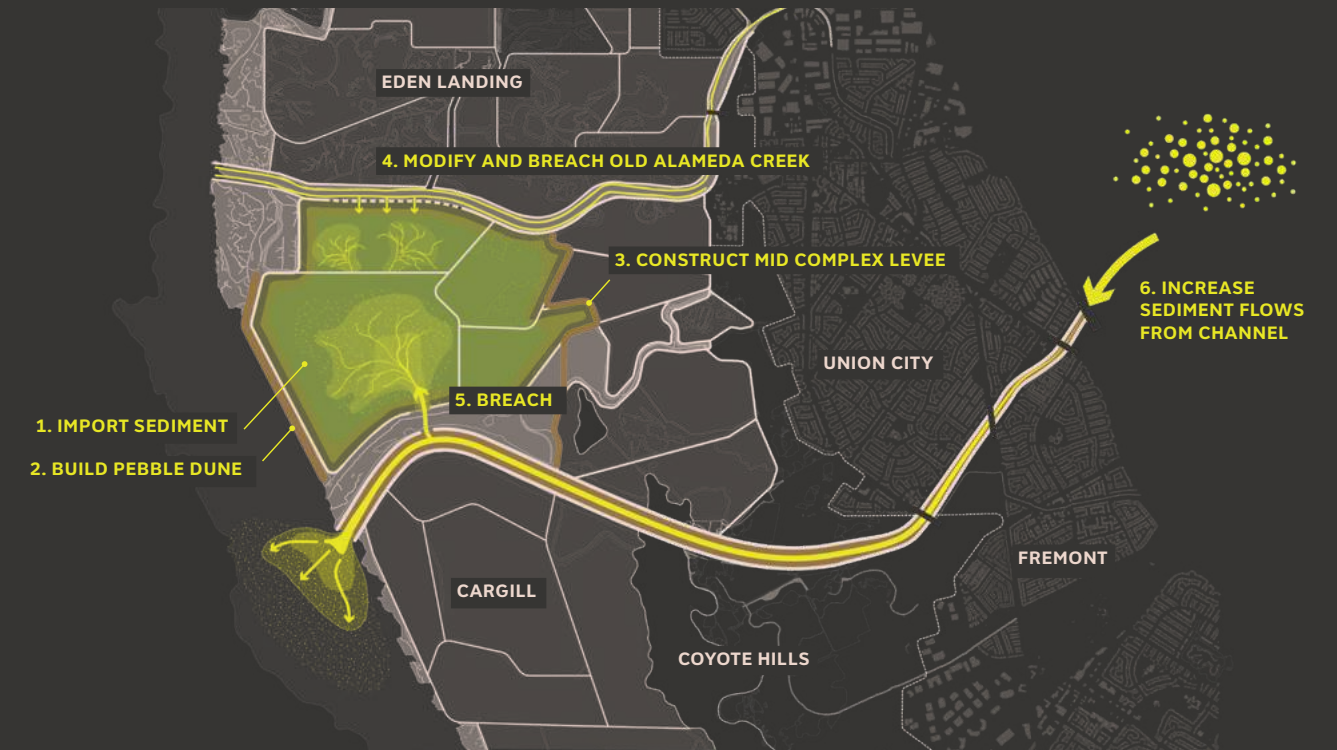 EDEN LANDING
4. MODIFY AND BREACH OLD ALAMEDA CREEK
3. CONSTRUCT MID COMPLEX LEVEE
6. INCREASE
SEDIMENT FLOWS
FROM CHANNEL
UNION CITY
5. BREACH
1. IMPORT SEDIMENT
2. BUILD PEBBLE DUNE
FREMONT
CARGILL
COYOTE HILLS